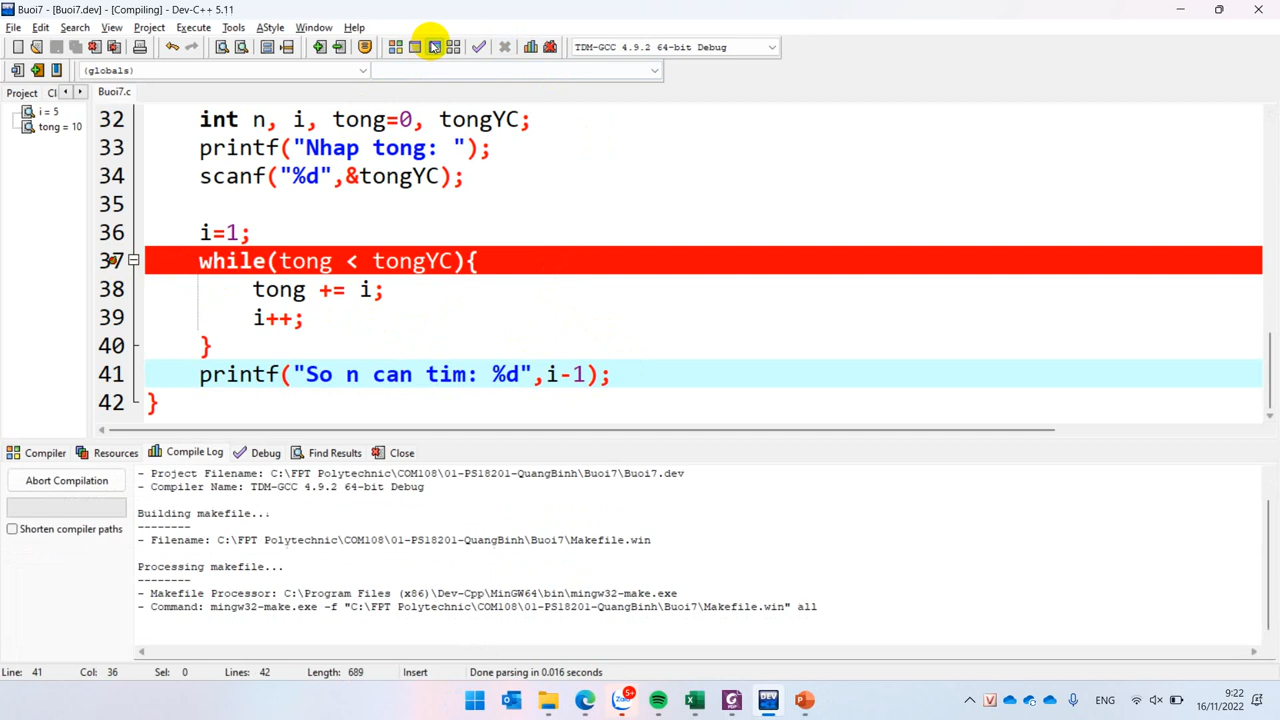 Buoi7 - [Buoi7.dev] - [Compiling] - Dev-C++ 5.11
File Edit Search View Project Execute Tools AStyle Window Help
TDM-GCC 4.9.2 64-bit Debug
(globals)
Project Cl
Buoi7.c
i = 5
tong = 10
32 int n, i, tong=0, tongYC;
33 printf("Nhap tong: ");
34 scanf("%d",&tongYC);
35
36 i=1;
37 while(tong < tongYC){
38 tong += i;
39 i++;
40 }
41 printf("So n can tim: %d",i-1);
42 }
Compiler Resources Compile Log Debug Find Results Close
Abort Compilation
Shorten compiler paths
- Project Filename: C:\FPT Polytechnic\COM108\01-PS18201-QuangBinh\Buoi7\Buoi7.dev
- Compiler Name: TDM-GCC 4.9.2 64-bit Debug
Building makefile...
--------
- Filename: C:\FPT Polytechnic\COM108\01-PS18201-QuangBinh\Buoi7\Makefile.win
Processing makefile...
--------
- Makefile Processor: C:\Program Files (x86)\Dev-Cpp\MinGW64\bin\mingw32-make.exe
- Command: mingw32-make.exe -f "C:\FPT Polytechnic\COM108\01-PS18201-QuangBinh\Buoi7\Makefile.win" all
Line: 41 Col: 36 Sel: 0 Lines: 42 Length: 689 Insert Done parsing in 0.016 seconds
Zalo 5+ DEV
ENG 9:22
16/11/2022